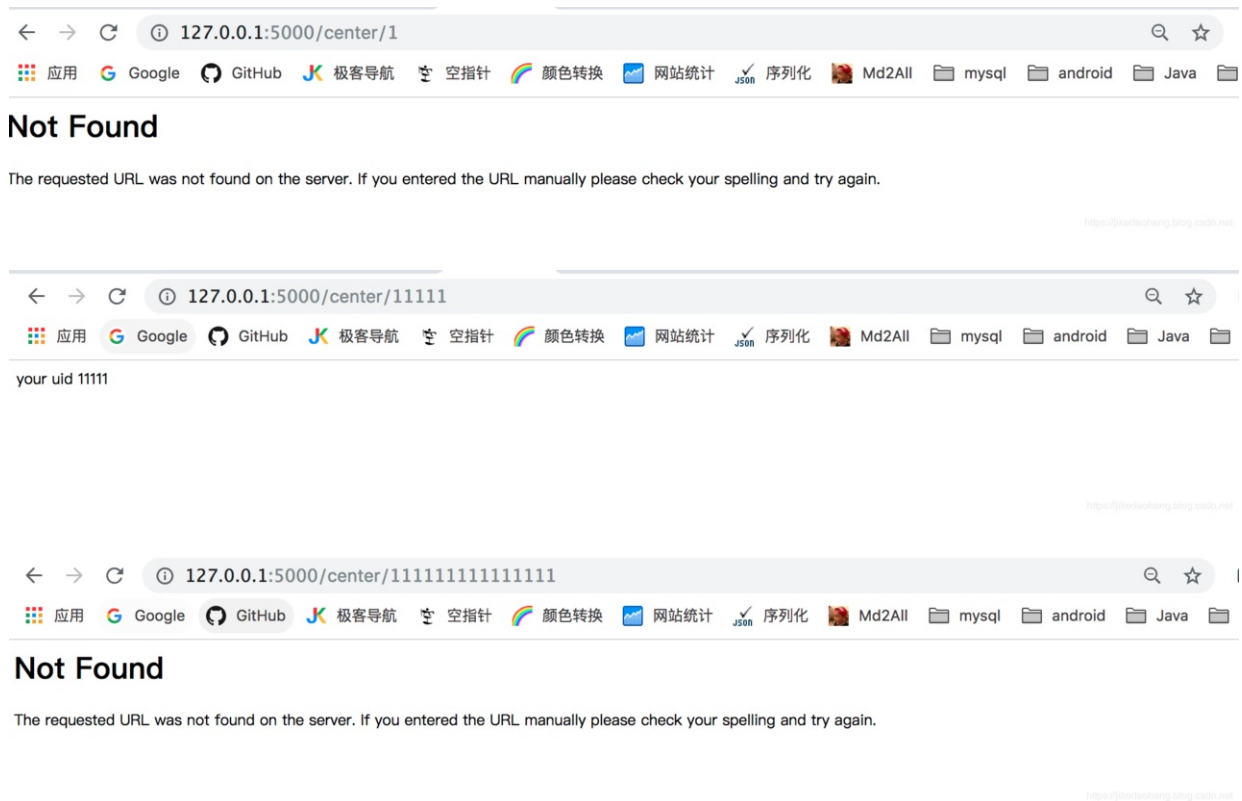 127.0.0.1:5000/center/1
应用 Google GitHub 极客导航 空指针 颜色转换 网站统计 JSON 序列化 Md2All mysql android Java
Not Found
The requested URL was not found on the server. If you entered the URL manually please check your spelling and try again.
127.0.0.1:5000/center/11111
应用 Google GitHub 极客导航 空指针 颜色转换 网站统计 JSON 序列化 Md2All mysql android Java
your uid 11111
127.0.0.1:5000/center/111111111111111
应用 Google GitHub 极客导航 空指针 颜色转换 网站统计 JSON 序列化 Md2All mysql android Java
Not Found
The requested URL was not found on the server. If you entered the URL manually please check your spelling and try again.